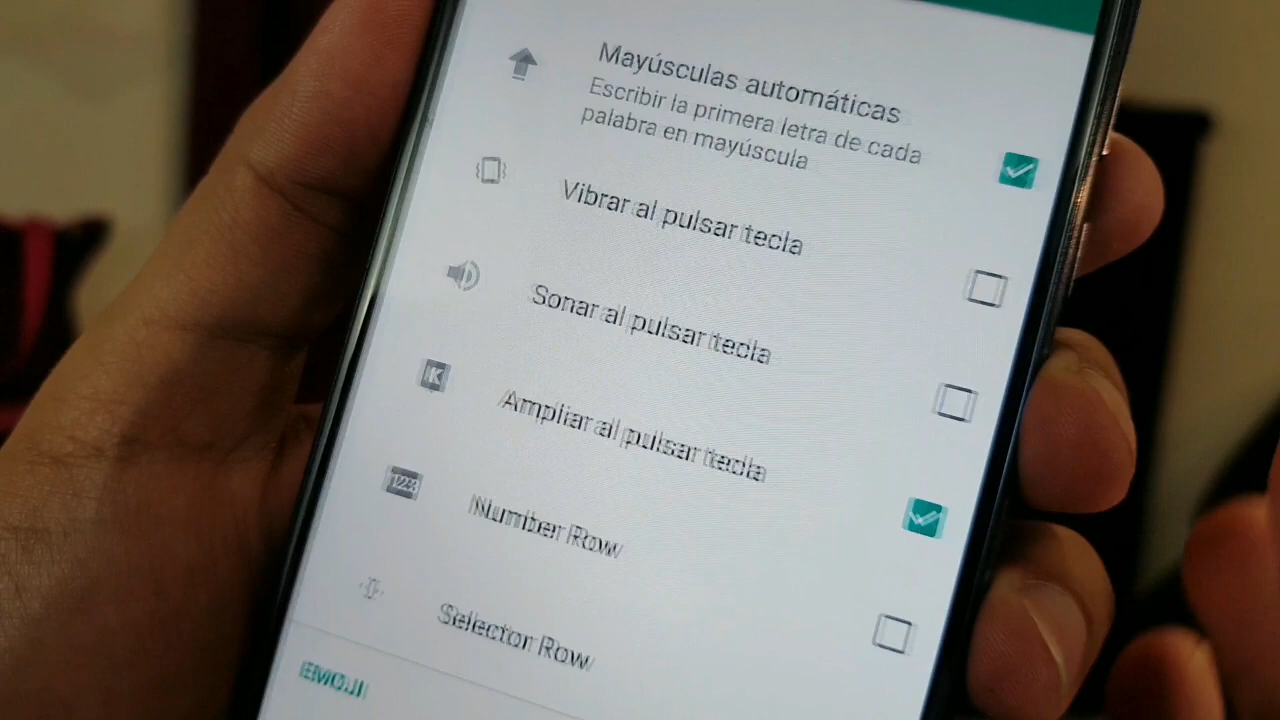 Mayúsculas automáticas
Escribir la primera letra de cada
palabra en mayúscula
Vibrar al pulsar tecla
Sonar al pulsar tecla
Ampliar al pulsar tecla
Number Row
Selector Row
EMOJI